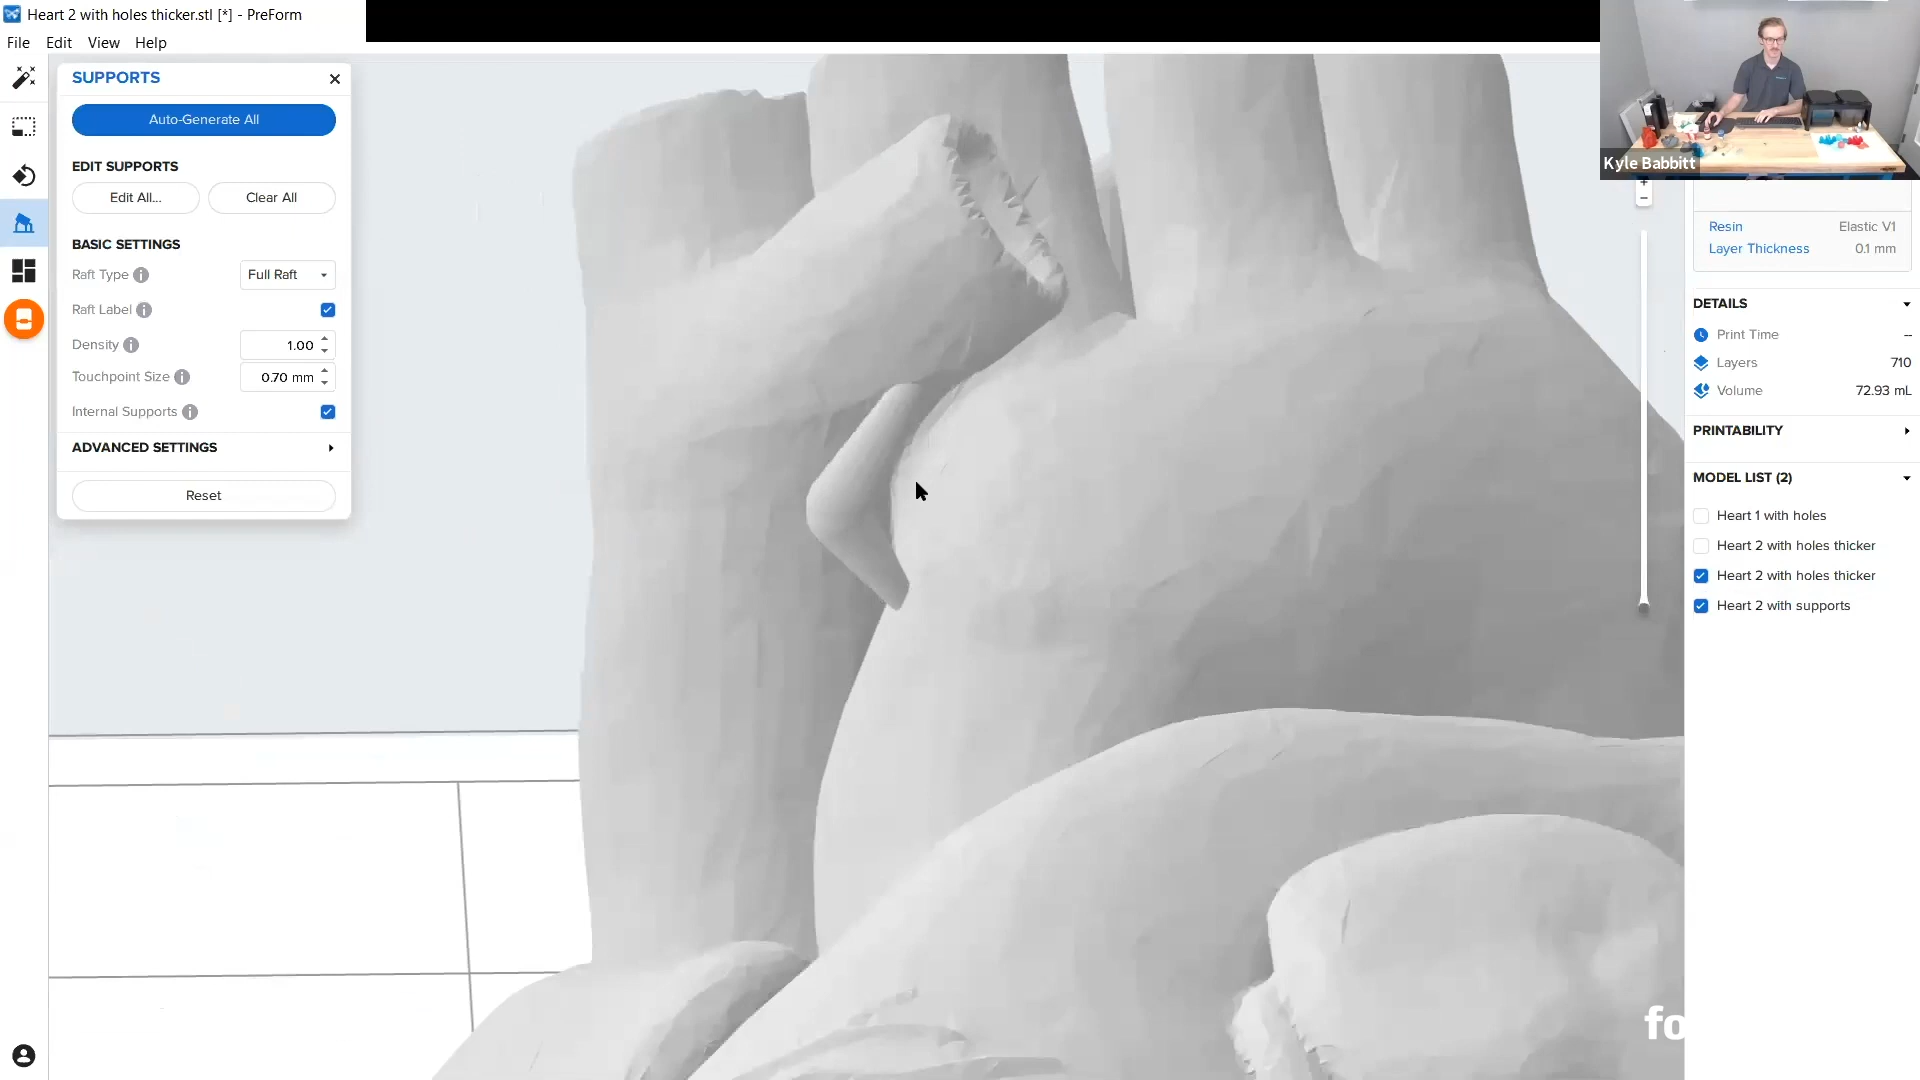 Heart 2 with holes thicker.stl [*] - PreForm
File Edit View Help
SUPPORTS
Auto-Generate All
EDIT SUPPORTS
Edit All... Clear All
BASIC SETTINGS
Raft Type Full Raft
Raft Label
Density 1.00
Touchpoint Size 0.70 mm
Internal Supports
ADVANCED SETTINGS
Reset
Kyle Babbitt
Resin Elastic V1
Layer Thickness 0.1 mm
DETAILS
Print Time --
Layers 710
Volume 72.93 mL
PRINTABILITY
MODEL LIST (2)
Heart 1 with holes
Heart 2 with holes thicker
Heart 2 with holes thicker
Heart 2 with supports
fo